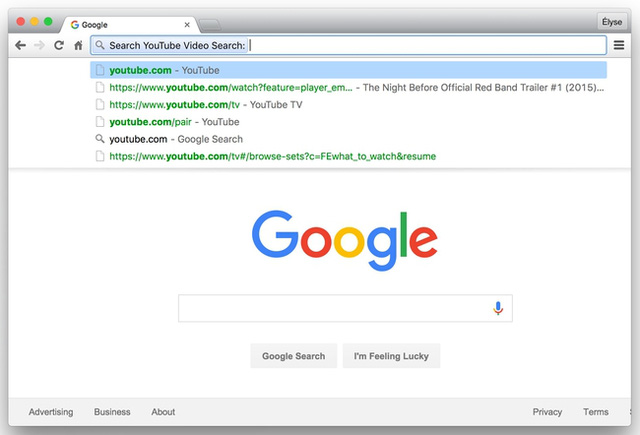 Google
Élyse
Search YouTube Video Search:
youtube.com - YouTube
https://www.youtube.com/watch?feature=player_em... - The Night Before Official Red Band Trailer #1 (2015)...
https://www.youtube.com/tv - YouTube TV
youtube.com/pair - YouTube
youtube.com - Google Search
https://www.youtube.com/tv#/browse-sets?c=FEwhat_to_watch&resume
Google
Google Search
I'm Feeling Lucky
Advertising Business About Privacy Terms